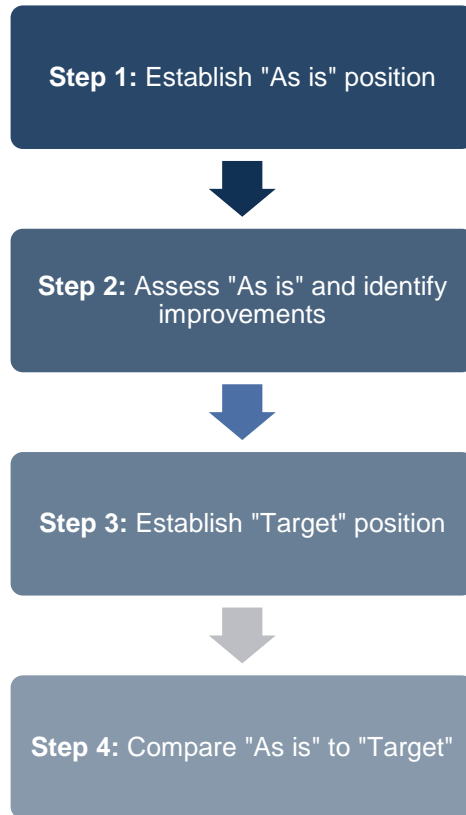 Step 1: Establish "As is" position
Step 2: Assess "As is" and identify
improvements
Step 3: Establish "Target" position
Step 4: Compare "As is" to "Target"